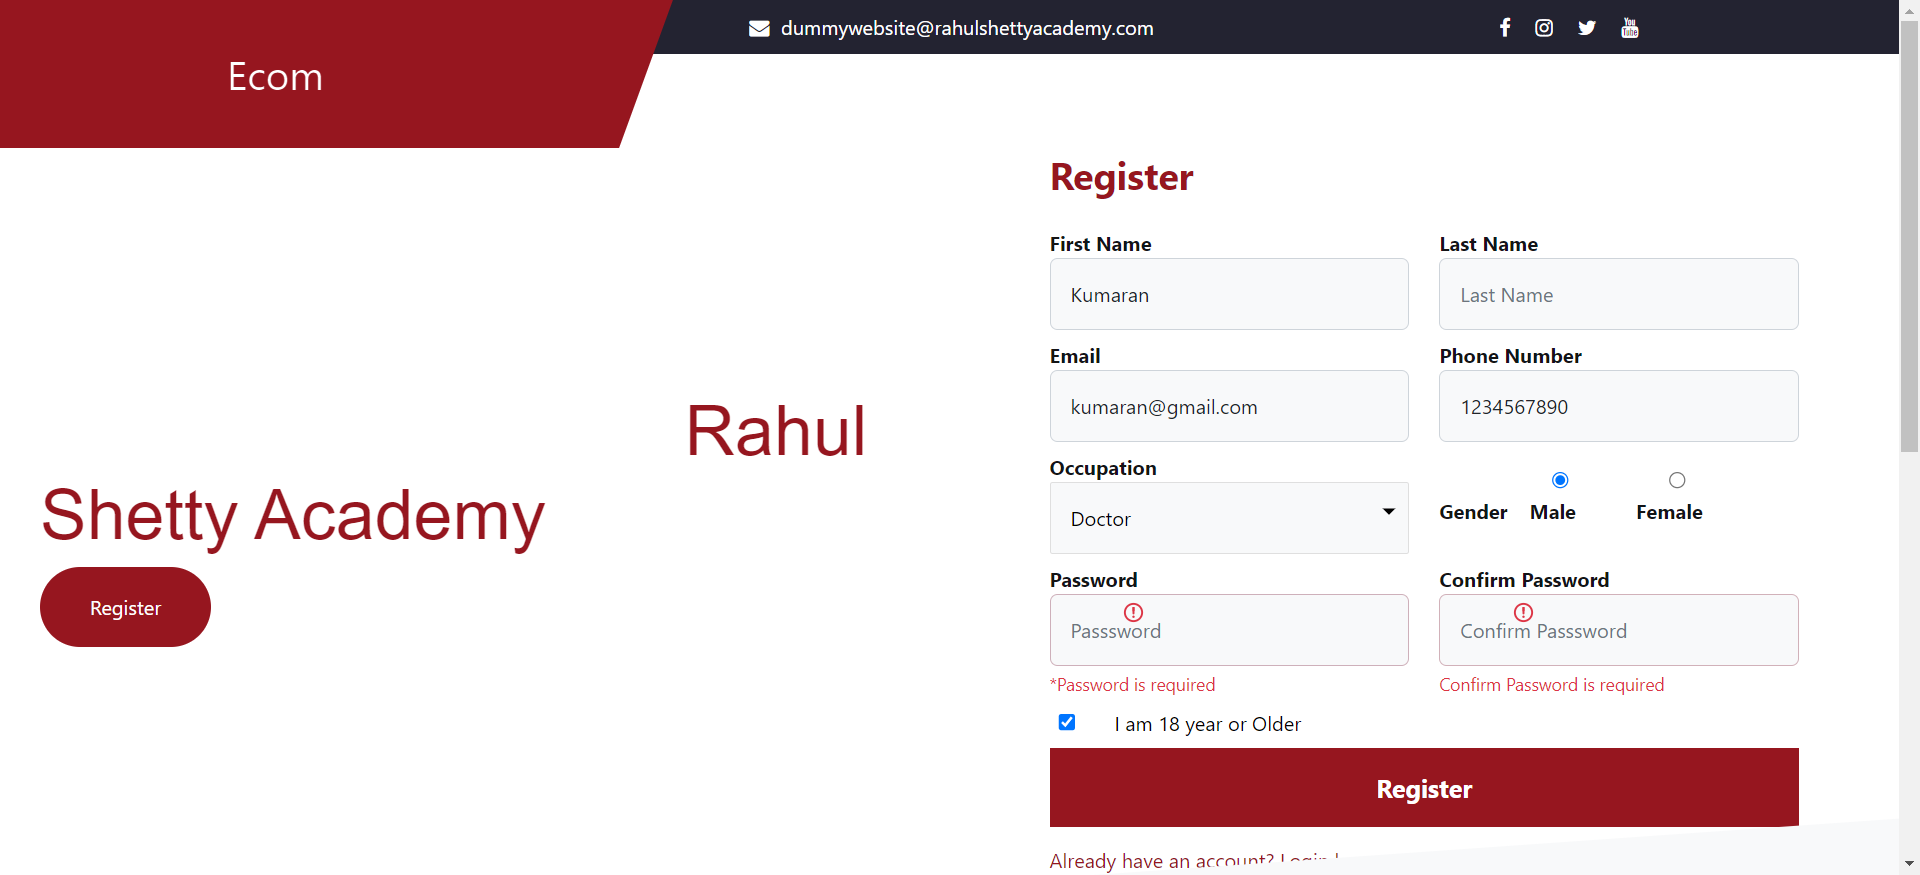 dummywebsite@rahulshettyacademy.com
Ecom
Register
First Name Last Name
Kumaran Last Name
Email Phone Number
kumaran@gmail.com 1234567890
Rahul
Shetty Academy
Register
Occupation
Doctor
Gender Male Female
Password Confirm Password
Passsword Confirm Passsword
*Password is required Confirm Password is required
I am 18 year or Older
Register
Already have an account?